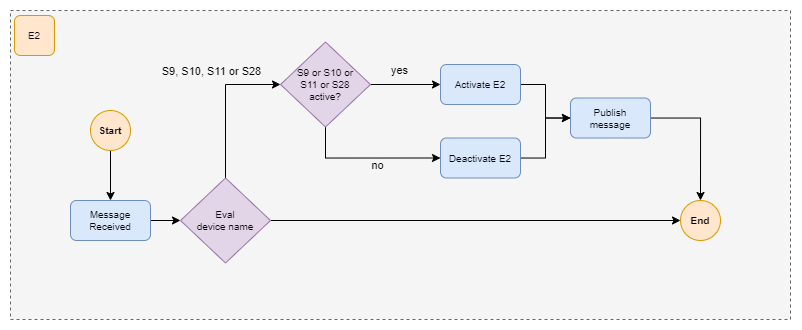 E2
S9, S10, S11 or S28
S9 or S10 or
S11 or S28
active?
yes
Activate E2
Publish
message
Start
no
Deactivate E2
Message
Received
Eval
device name
End